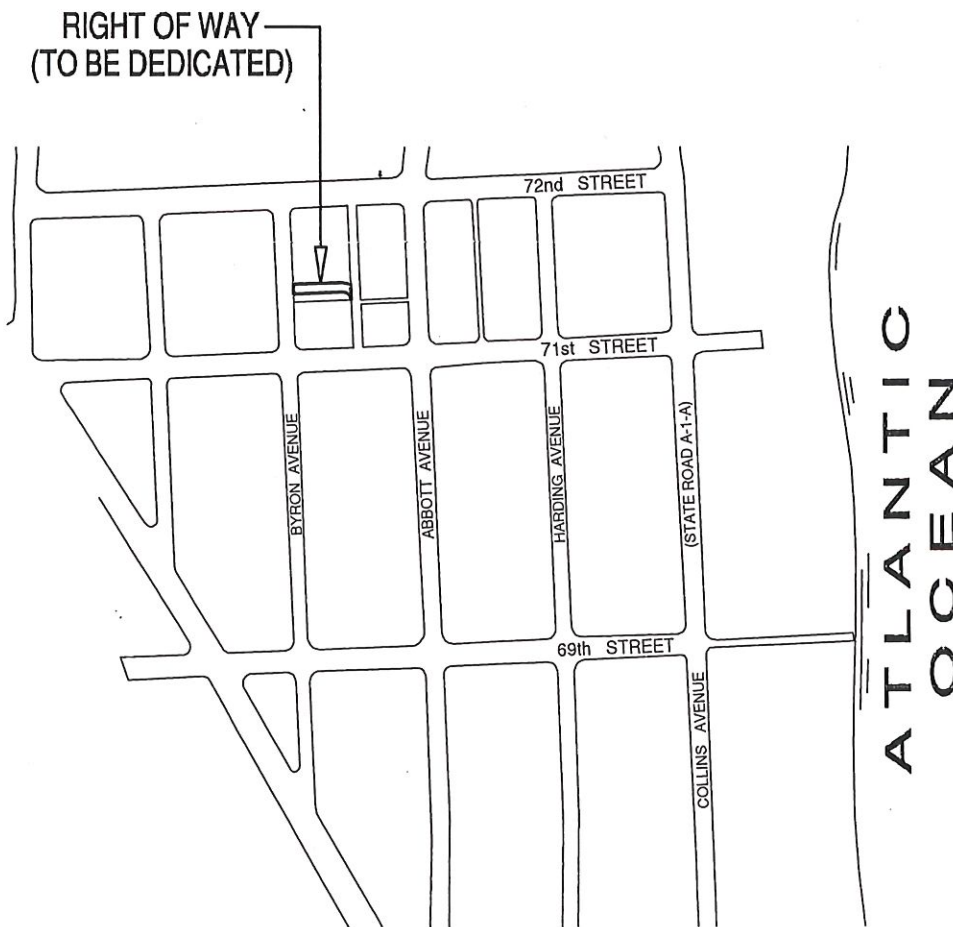 RIGHT OF WAY
(TO BE DEDICATED)
72nd STREET
71st STREET
BYRON AVENUE
ABBOTT AVENUE
HARDING AVENUE
(STATE ROAD A-1-A)
69th STREET
COLLINS AVENUE
ATLANTIC
OCEAN